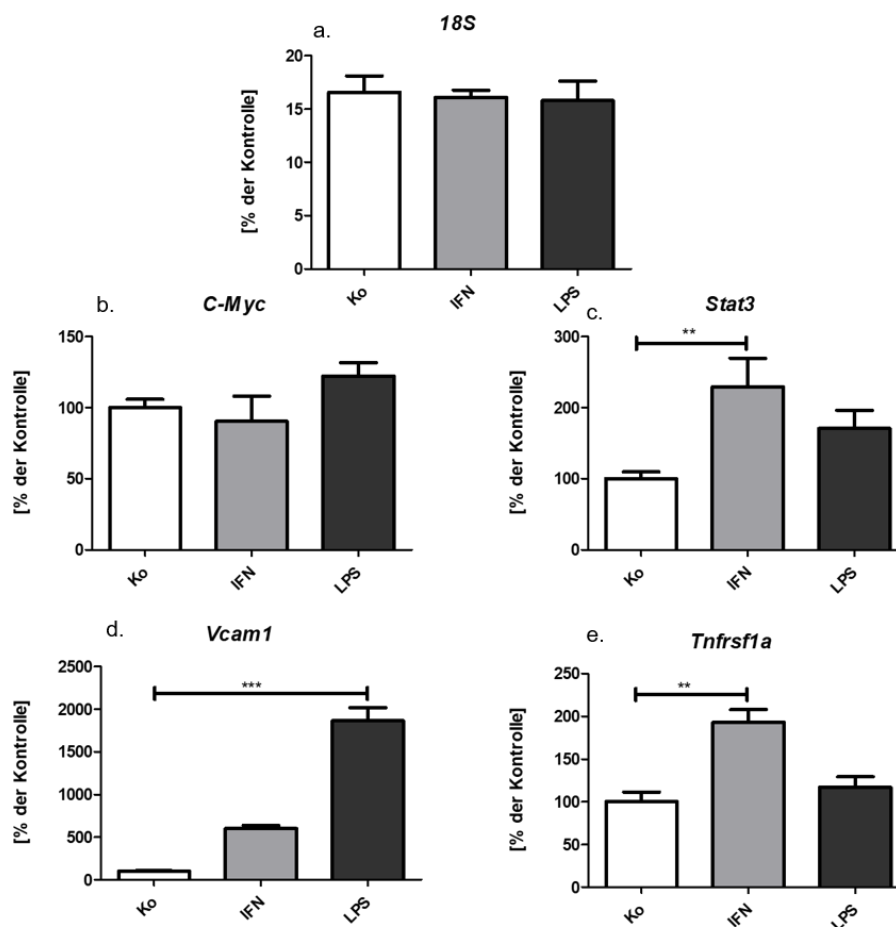 a.
18S
[% der Kontrolle]
20
15
10
5
0
Ko
IFN
LPS
b.
C-Myc
[% der Kontrolle]
150
100
50
0
Ko
IFN
LPS
c.
Stat3
[% der Kontrolle]
300
200
100
0
**
Ko
IFN
LPS
d.
Vcam1
[% der Kontrolle]
2500
2000
1500
1000
500
0
***
Ko
IFN
LPS
e.
Tnfrsf1a
[% der Kontrolle]
250
200
150
100
50
0
**
Ko
IFN
LPS